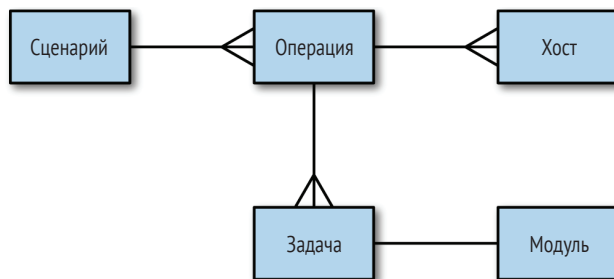 Сценарий
Операция
Хост
Задача
Модуль